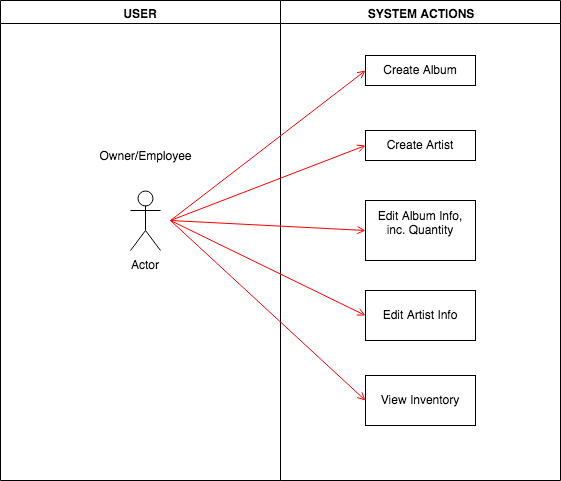 USER
SYSTEM ACTIONS
Create Album
Create Artist
Owner/Employee
Edit Album Info,
inc. Quantity
Actor
Edit Artist Info
View Inventory